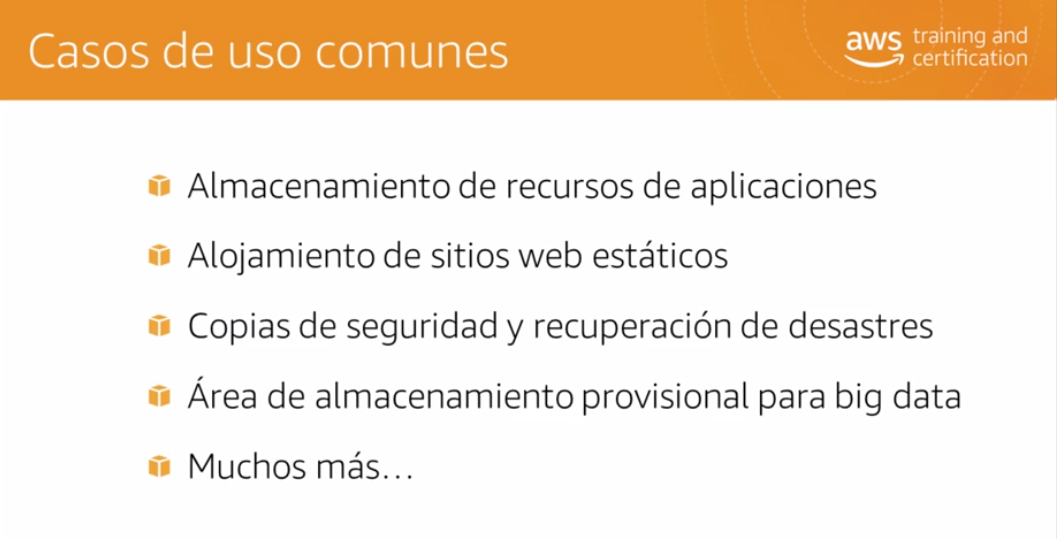 Casos de uso comunes
aws training and
certification
Almacenamiento de recursos de aplicaciones
Alojamiento de sitios web estáticos
Copias de seguridad y recuperación de desastres
Área de almacenamiento provisional para big data
Muchos más...